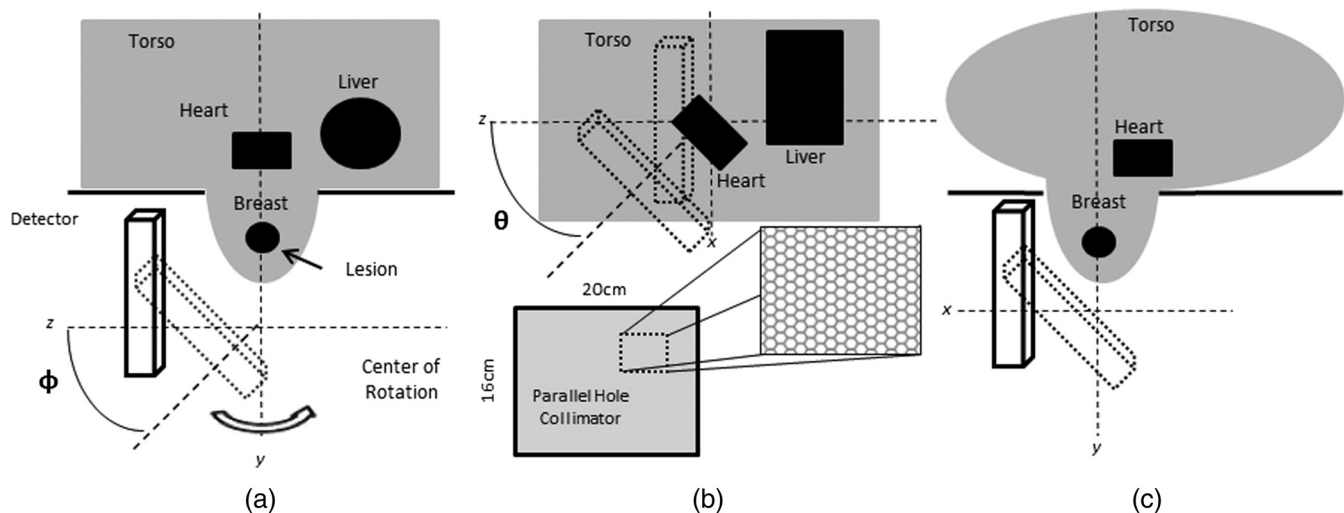 Torso
Liver
Heart
Breast
Detector
Lesion
z
Φ
Center of
Rotation
y
(a)
Torso
z
Liver
Heart
θ
x
20cm
16cm
Parallel Hole
Collimator
(b)
Torso
Heart
Breast
x
y
(c)